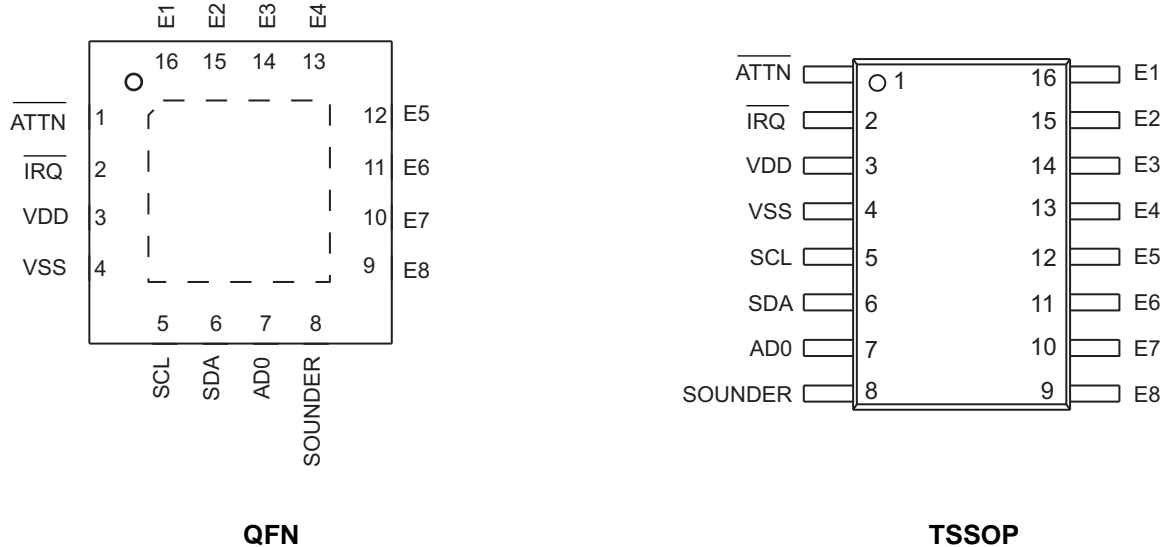 E1 E2 E3 E4
16 15 14 13
ATTN 1 12 E5
IRQ 2 11 E6
VDD 3 10 E7
VSS 4 9 E8
5 6 7 8
SCL SDA AD0 SOUNDER
QFN
ATTN 1 16 E1
IRQ 2 15 E2
VDD 3 14 E3
VSS 4 13 E4
SCL 5 12 E5
SDA 6 11 E6
AD0 7 10 E7
SOUNDER 8 9 E8
TSSOP